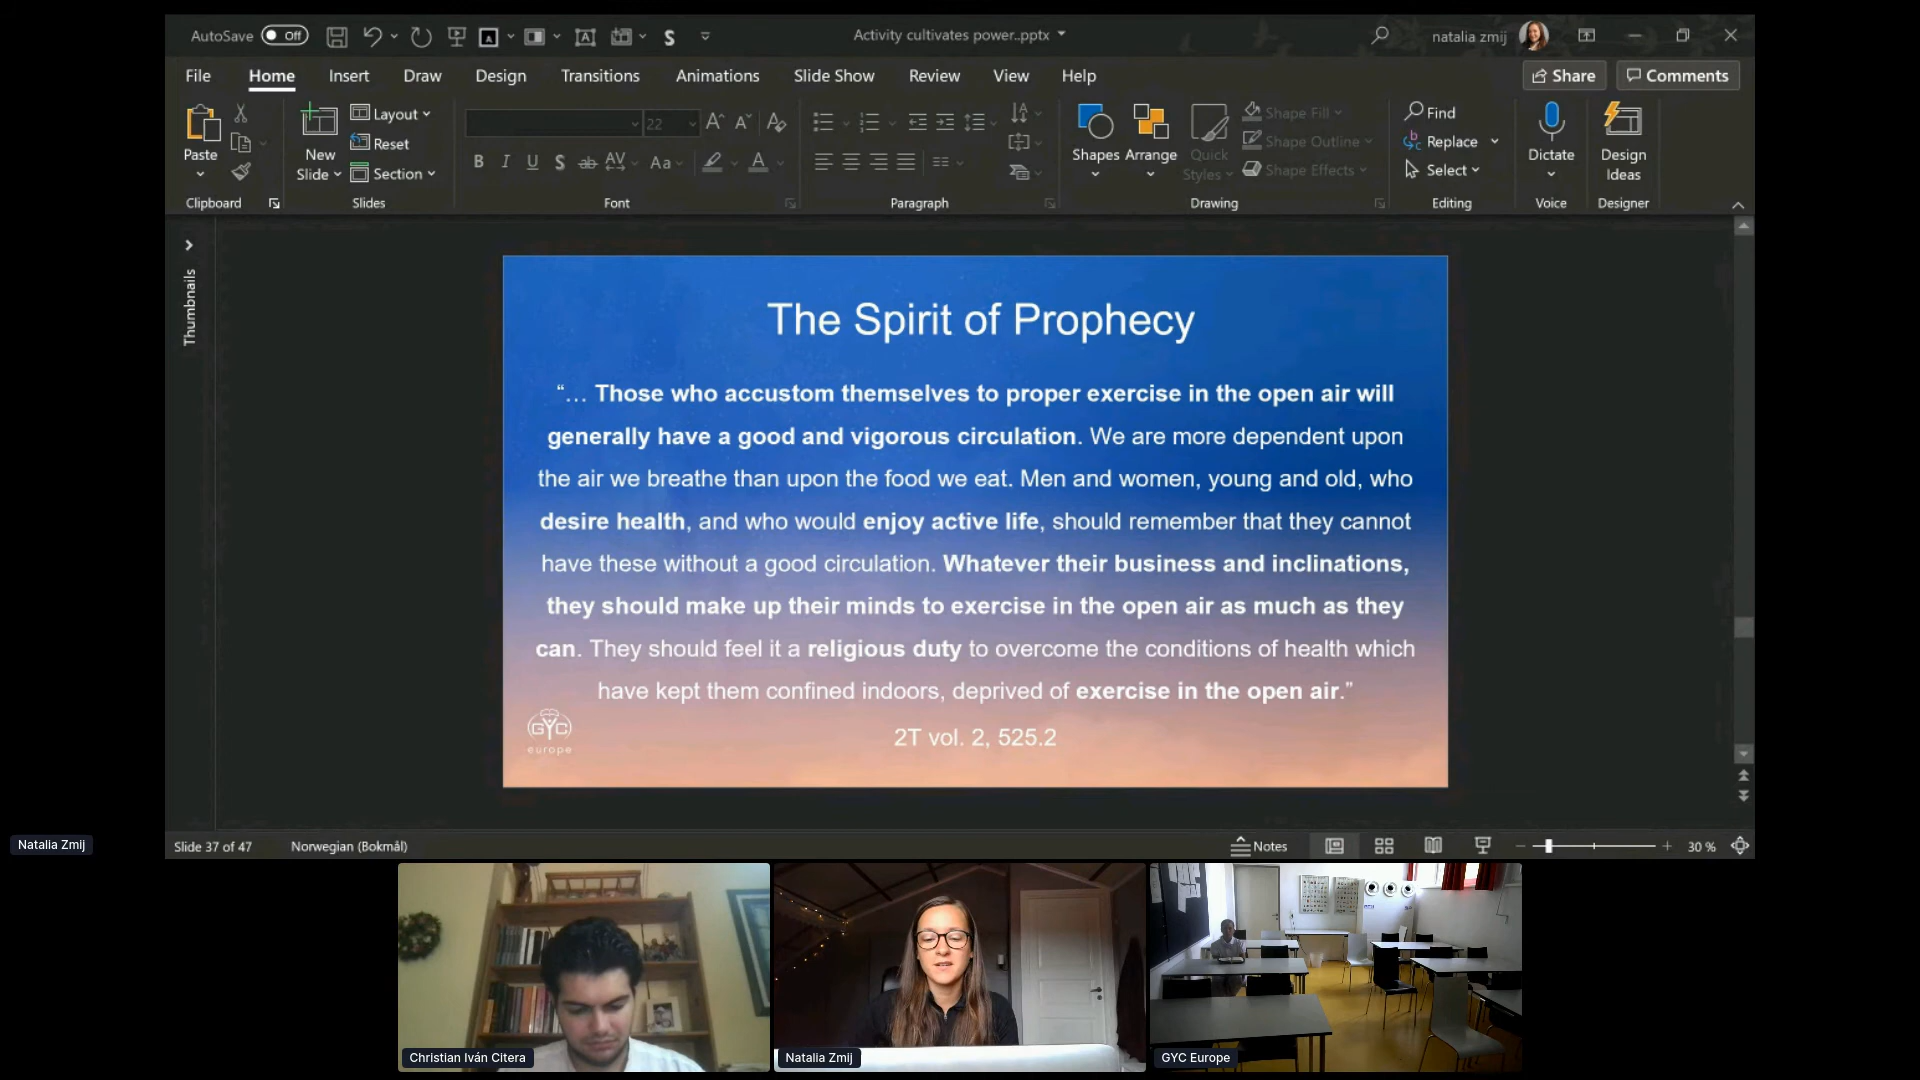 AutoSave Off
Activity cultivates power..pptx
natalia zmij
File Home Insert Draw Design Transitions Animations Slide Show Review View Help
Share Comments
Paste
Clipboard
New Slide
Layout
Reset
Section
Slides
22
B I U S ab AV Aa A
Font
Paragraph
Shapes
Arrange
Quick Styles
Shape Fill
Shape Outline
Shape Effects
Drawing
Find
Replace
Select
Editing
Dictate
Voice
Design Ideas
Designer
Thumbnails
The Spirit of Prophecy
“… Those who accustom themselves to proper exercise in the open air will
generally have a good and vigorous circulation. We are more dependent upon
the air we breathe than upon the food we eat. Men and women, young and old, who
desire health, and who would enjoy active life, should remember that they cannot
have these without a good circulation. Whatever their business and inclinations,
they should make up their minds to exercise in the open air as much as they
can. They should feel it a religious duty to overcome the conditions of health which
have kept them confined indoors, deprived of exercise in the open air.”
2T vol. 2, 525.2
GYC
europe
Slide 37 of 47
Norwegian (Bokmål)
Notes
30 %
Natalia Zmij
Christian Iván Citera
Natalia Zmij
GYC Europe